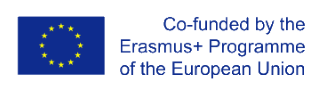 Co-funded by the
Erasmus+ Programme
of the European Union